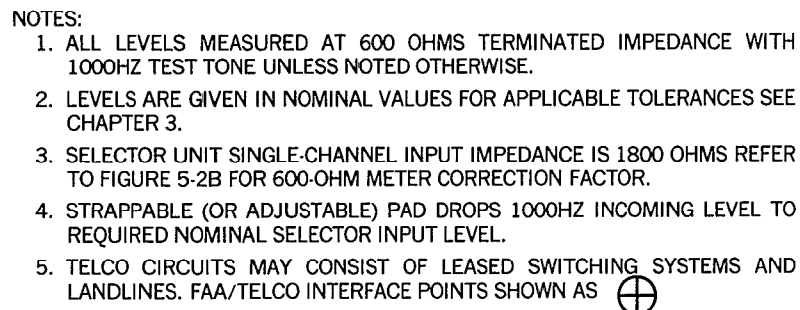 NOTES:
1. ALL LEVELS MEASURED AT 600 OHMS TERMINATED IMPEDANCE WITH
1000HZ TEST TONE UNLESS NOTED OTHERWISE.
2. LEVELS ARE GIVEN IN NOMINAL VALUES FOR APPLICABLE TOLERANCES SEE
CHAPTER 3.
3. SELECTOR UNIT SINGLE-CHANNEL INPUT IMPEDANCE IS 1800 OHMS REFER
TO FIGURE 5-2B FOR 600-OHM METER CORRECTION FACTOR.
4. STRAPPABLE (OR ADJUSTABLE) PAD DROPS 1000HZ INCOMING LEVEL TO
REQUIRED NOMINAL SELECTOR INPUT LEVEL.
5. TELCO CIRCUITS MAY CONSIST OF LEASED SWITCHING SYSTEMS AND
LANDLINES. FAA/TELCO INTERFACE POINTS SHOWN AS